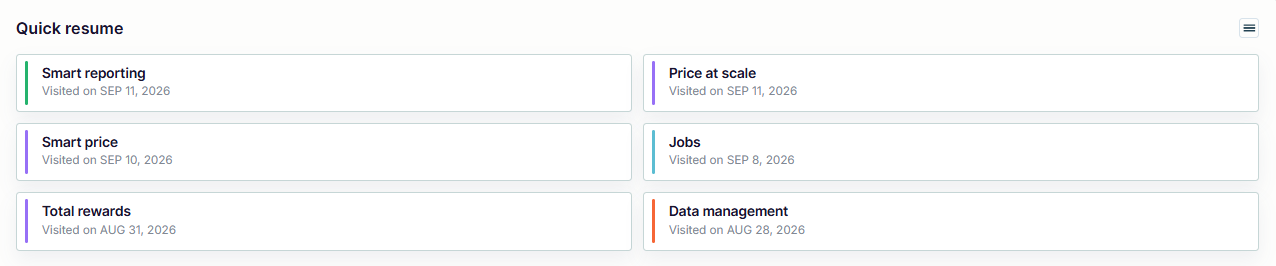 Quick resume
Smart reporting
Visited on SEP 11, 2026
Price at scale
Visited on SEP 11, 2026
Smart price
Visited on SEP 10, 2026
Jobs
Visited on SEP 8, 2026
Total rewards
Visited on AUG 31, 2026
Data management
Visited on AUG 28, 2026